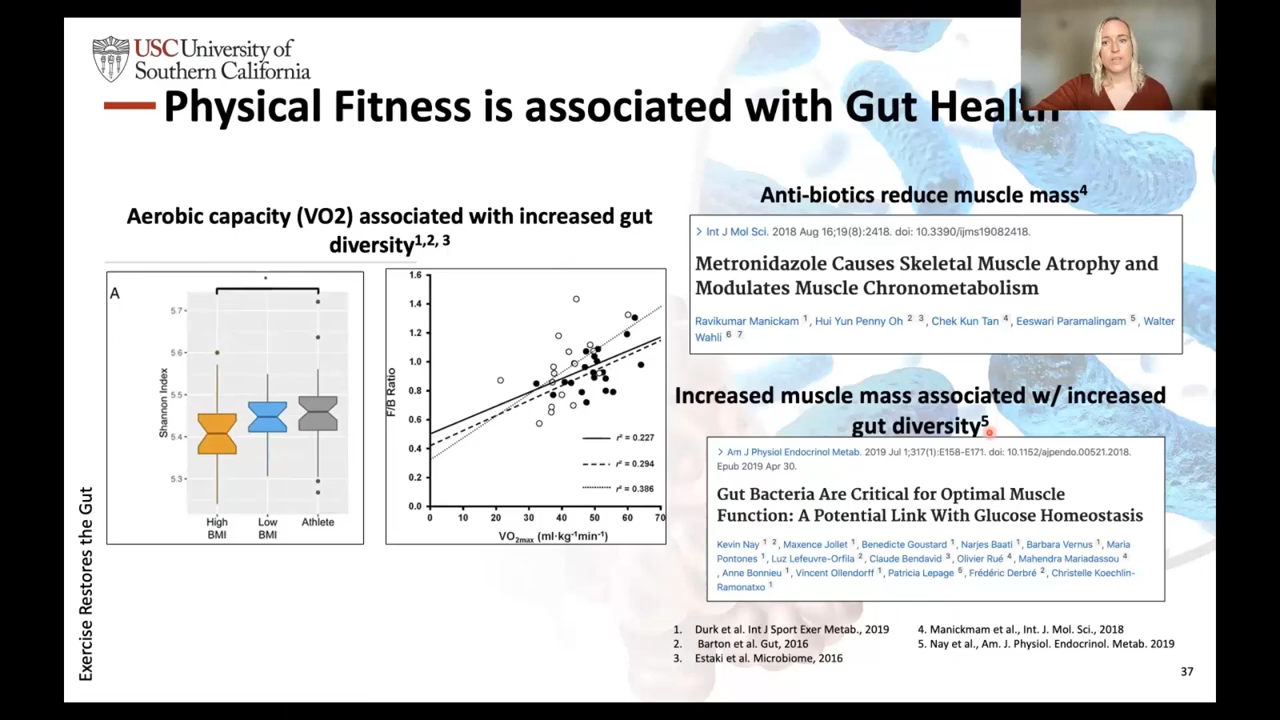 USC University of
Southern California
Physical Fitness is associated with Gut Health
Aerobic capacity (VO2) associated with increased gut
diversity1,2, 3
A
Shannon Index
5.7
5.6
5.5
5.4
5.3
High
BMI
Low
BMI
Athlete
F/B Ratio
1.6
1.4
1.2
1.0
0.8
0.6
0.4
0.2
0.0
r² = 0.227
r² = 0.294
r² = 0.386
0 10 20 30 40 50 60 70
VO2max (ml·kg-1min-1)
Anti-biotics reduce muscle mass4
> Int J Mol Sci. 2018 Aug 16;19(8):2418. doi: 10.3390/ijms19082418.
Metronidazole Causes Skeletal Muscle Atrophy and
Modulates Muscle Chronometabolism
Ravikumar Manickam 1, Hui Yun Penny Oh 2 3, Chek Kun Tan 4, Eeswari Paramalingam 5, Walter
Wahli 6 7
Increased muscle mass associated w/ increased
gut diversity5
> Am J Physiol Endocrinol Metab. 2019 Jul 1;317(1):E158-E171. doi: 10.1152/ajpendo.00521.2018.
Epub 2019 Apr 30.
Gut Bacteria Are Critical for Optimal Muscle
Function: A Potential Link With Glucose Homeostasis
Kevin Nay 1 2, Maxence Jollet 1, Benedicte Goustard 1, Narjes Baati 1, Barbara Vernus 1, Maria
Pontones 1, Luz Lefeuvre-Orfila 2, Claude Bendavid 3, Olivier Rué 4, Mahendra Mariadassou 4
, Anne Bonnieu 1, Vincent Ollendorff 1, Patricia Lepage 5, Frédéric Derbré 2, Christelle Koechlin-
Ramonatxo 1
1. Durk et al. Int J Sport Exer Metab., 2019
2. Barton et al. Gut, 2016
3. Estaki et al. Microbiome, 2016
4. Manickmam et al., Int. J. Mol. Sci., 2018
5. Nay et al., Am. J. Physiol. Endocrinol. Metab. 2019
Exercise Restores the Gut
37